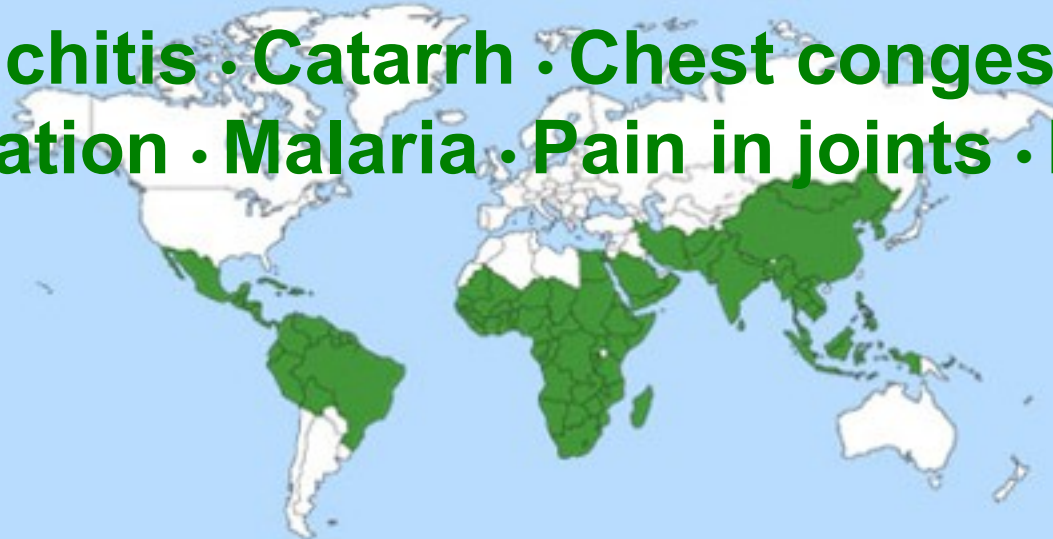 chitis · Catarrh · Chest conges
ation · Malaria · Pain in joints ·